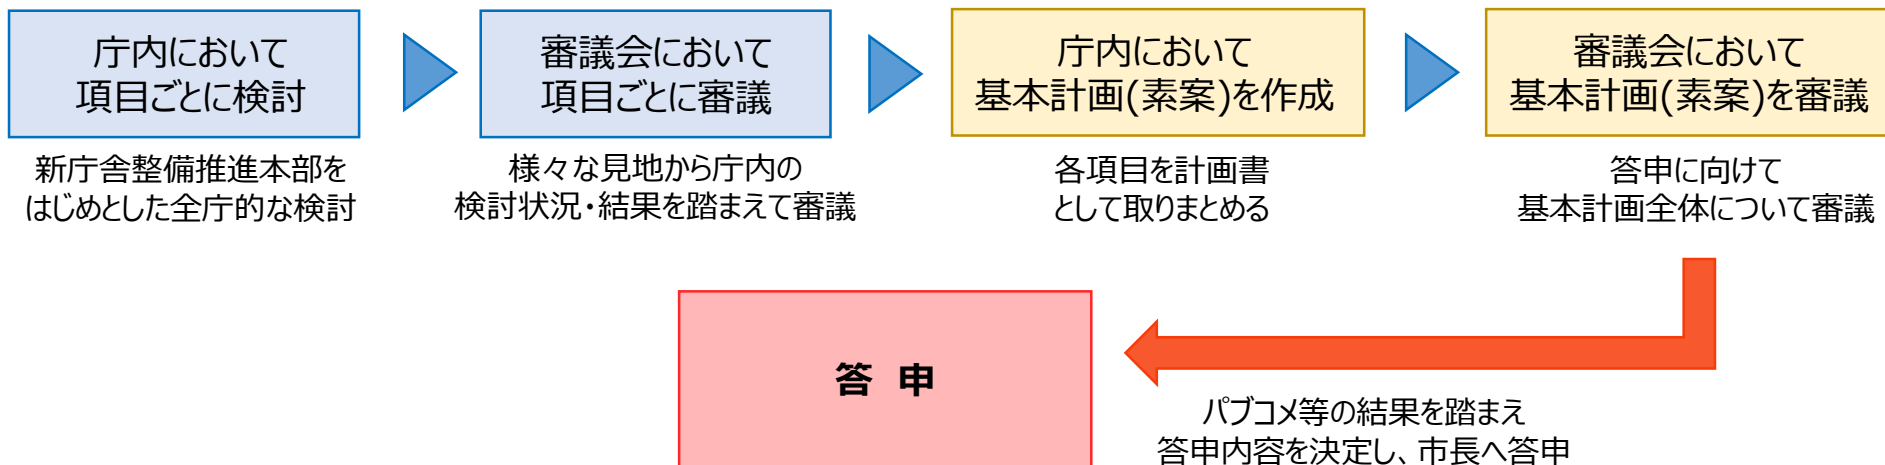 庁内において
項目ごとに検討
審議会において
項目ごとに審議
庁内において
基本計画(素案)を作成
審議会において
基本計画(素案)を審議
新庁舎整備推進本部を
はじめとした全庁的な検討
様々な見地から庁内の
検討状況・結果を踏まえて審議
各項目を計画書
として取りまとめる
答申に向けて
基本計画全体について審議
答 申
パブコメ等の結果を踏まえ
答申内容を決定し、市長へ答申